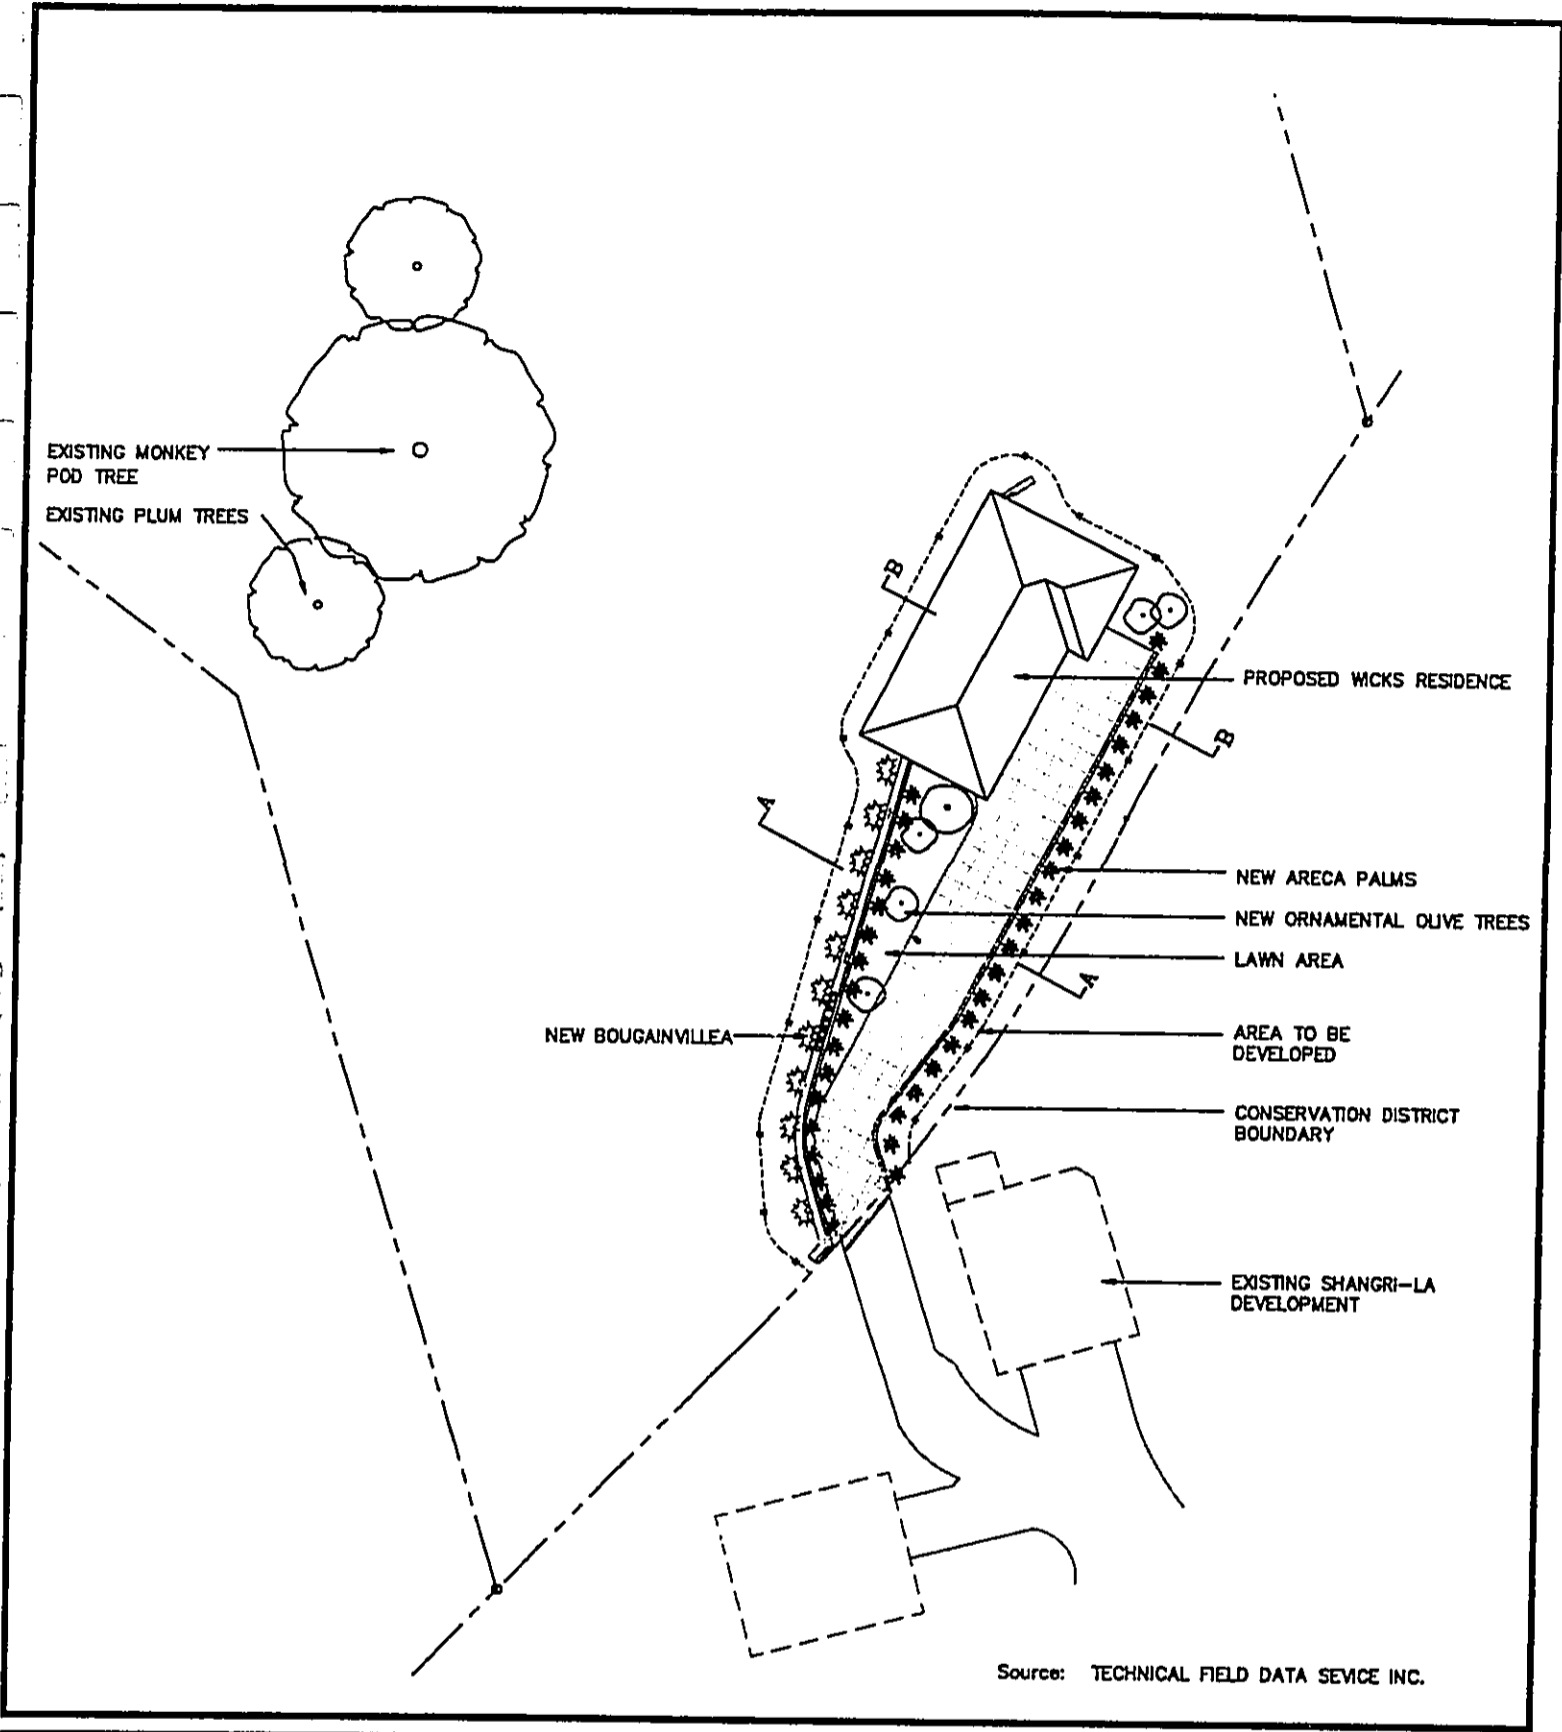 EXISTING MONKEY
POD TREE
EXISTING PLUM TREES
B
PROPOSED WICKS RESIDENCE
B
A
NEW ARECA PALMS
NEW ORNAMENTAL OLIVE TREES
LAWN AREA
A
NEW BOUGAINVILLEA
AREA TO BE
DEVELOPED
CONSERVATION DISTRICT
BOUNDARY
EXISTING SHANGRI-LA
DEVELOPMENT
Source: TECHNICAL FIELD DATA SEVICE INC.